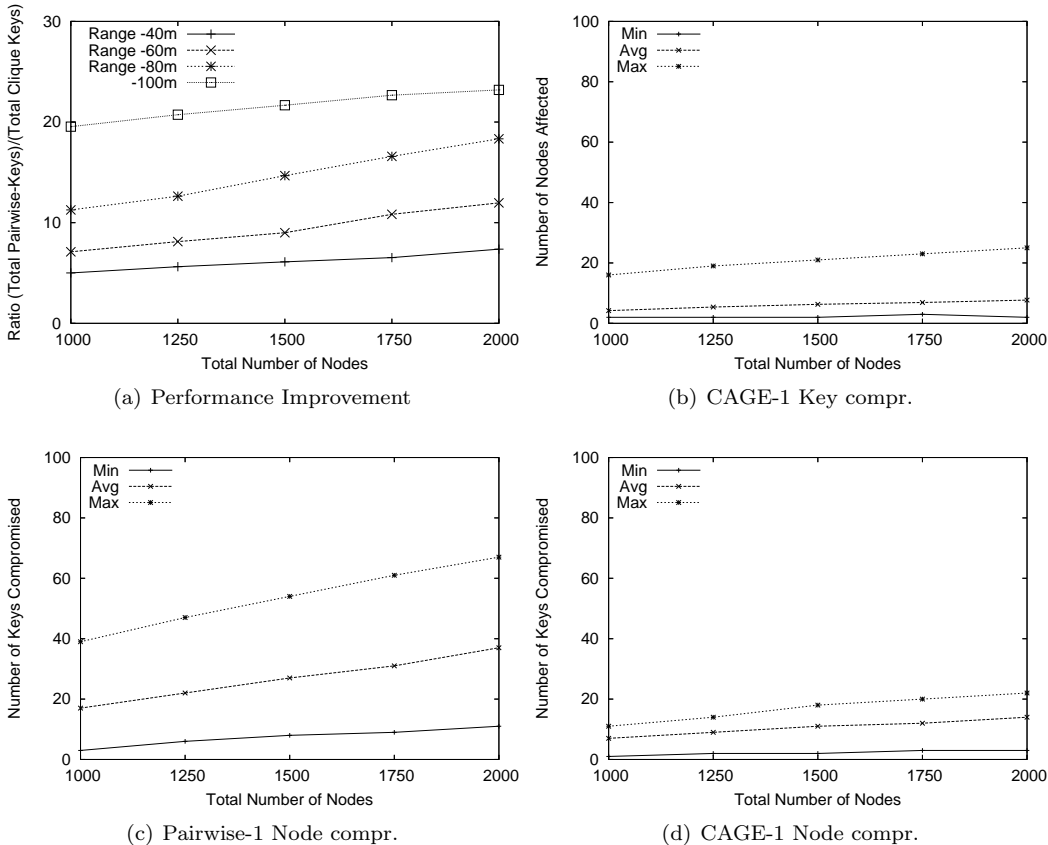 Ratio (Total Pairwise-Keys)/(Total Clique Keys)
30
20
10
0
Range -40m
Range -60m
Range -80m
-100m
1000 1250 1500 1750 2000
Total Number of Nodes
(a) Performance Improvement
Number of Nodes Affected
100
80
60
40
20
0
Min
Avg
Max
1000 1250 1500 1750 2000
Total Number of Nodes
(b) CAGE-1 Key compr.
Number of Keys Compromised
100
80
60
40
20
0
Min
Avg
Max
1000 1250 1500 1750 2000
Total Number of Nodes
(c) Pairwise-1 Node compr.
Number of Keys Compromised
100
80
60
40
20
0
Min
Avg
Max
1000 1250 1500 1750 2000
Total Number of Nodes
(d) CAGE-1 Node compr.